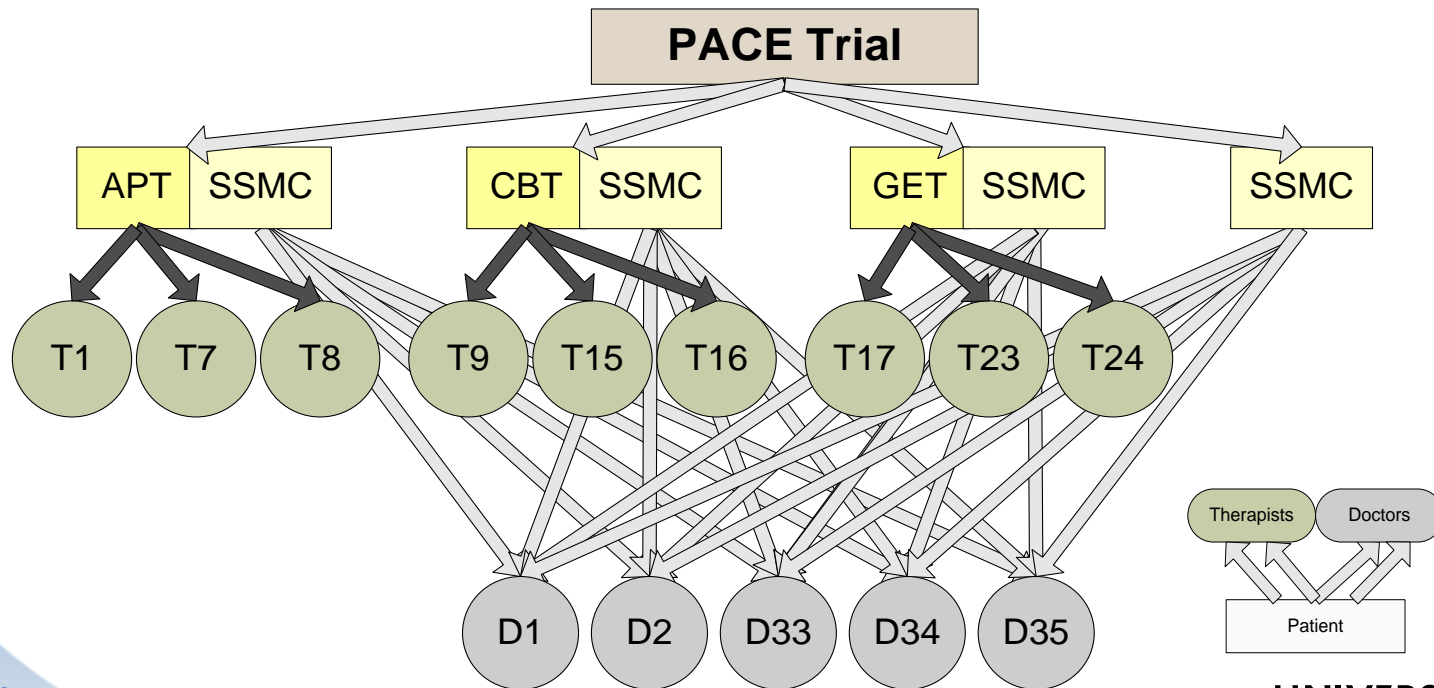 PACE Trial
APT SSMC CBT SSMC GET SSMC SSMC
T1 T7 T8 T9 T15 T16 T17 T23 T24
Therapists Doctors
D1 D2 D33 D34 D35
Patient